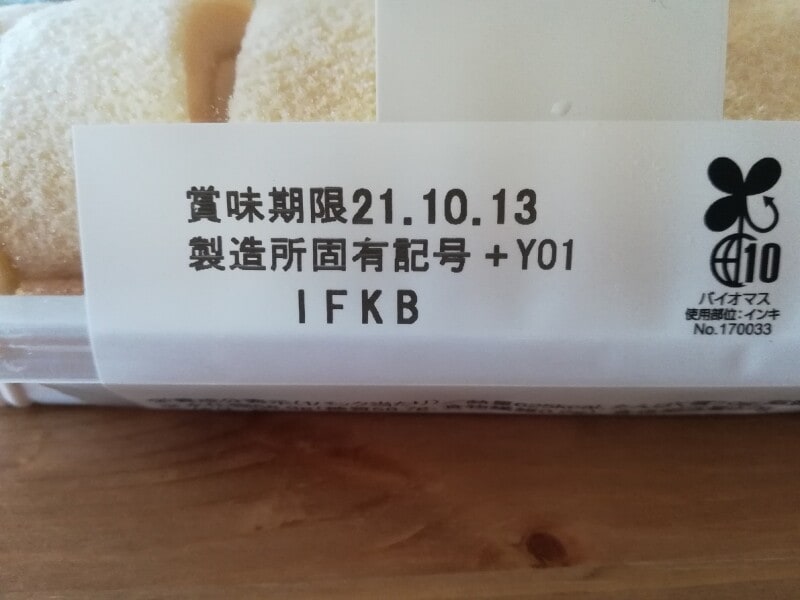 賞味期限21.10.13
製造所固有記号+Y01
IFKB
10
バイオマス
使用部位:インキ
No.170033